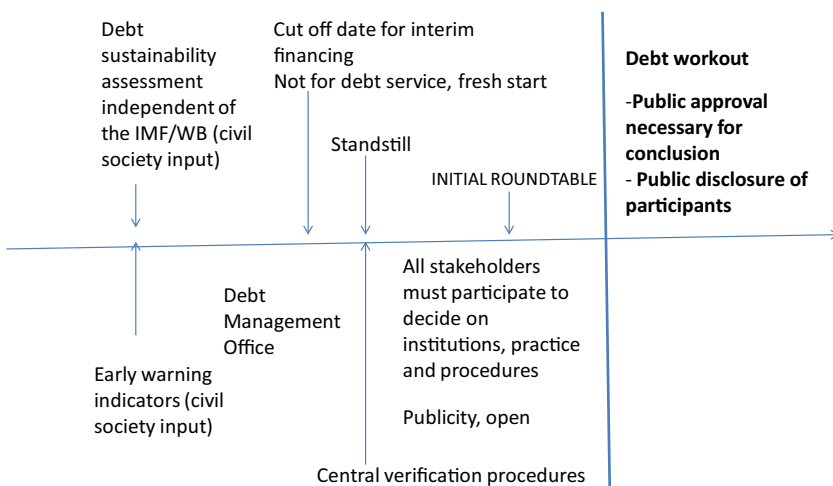 Debt
sustainability
assessment
independent of
the IMF/WB (civil
society input)
Cut off date for interim
financing
Not for debt service, fresh start
Standstill
INITIAL ROUNDTABLE
Debt workout
-Public approval
necessary for
conclusion
- Public disclosure of
participants
Early warning
indicators (civil
society input)
Debt
Management
Office
All stakeholders
must participate to
decide on
institutions, practice
and procedures
Publicity, open
Central verification procedures